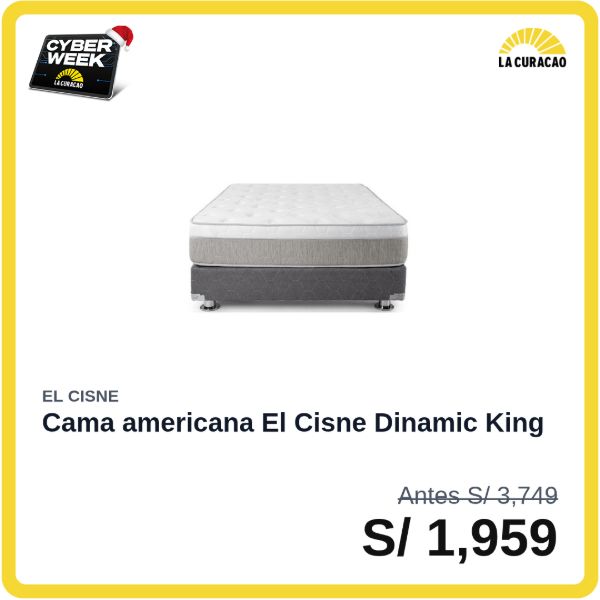 CYBER
WEEK
LA CURACAO
LA CURACAO
EL CISNE
Cama americana El Cisne Dinamic King
Antes S/ 3,749
S/ 1,959